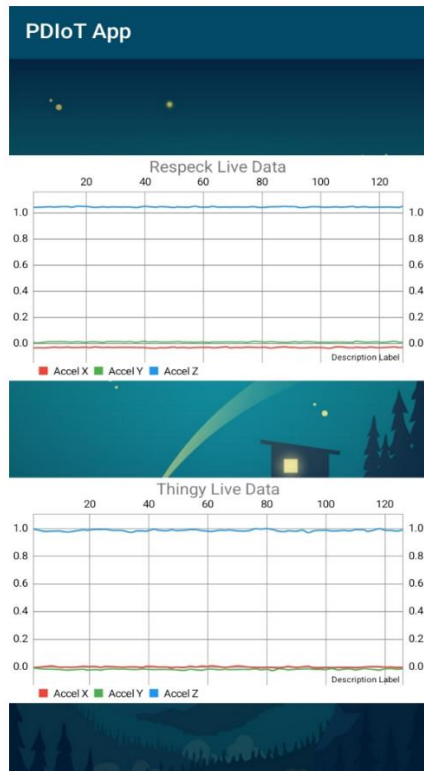 PDIoT App
Respeck Live Data
20 40 60 80 100 120
1.0 1.0
0.8 0.8
0.6 0.6
0.4 0.4
0.2 0.2
0.0 0.0
Description Label
Accel X Accel Y Accel Z
Thingy Live Data
20 40 60 80 100 120
1.0 1.0
0.8 0.8
0.6 0.6
0.4 0.4
0.2 0.2
0.0 0.0
Description Label
Accel X Accel Y Accel Z